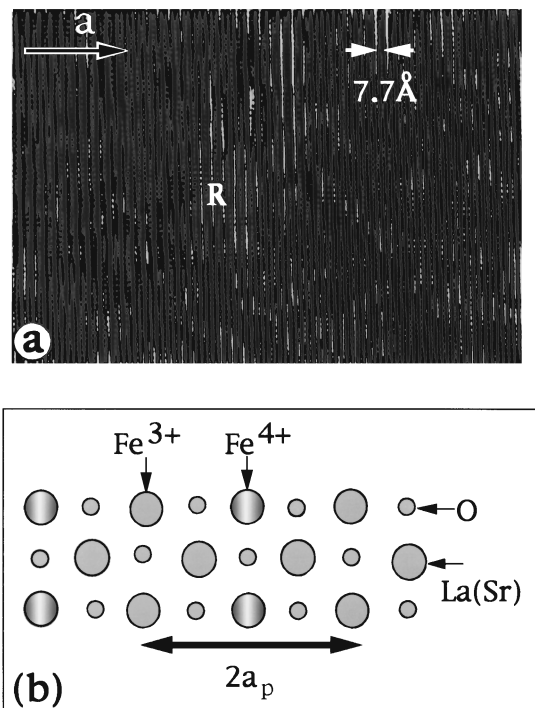 a
7.7Å
R
a
Fe3+ Fe4+
O
La(Sr)
2ap
(b)